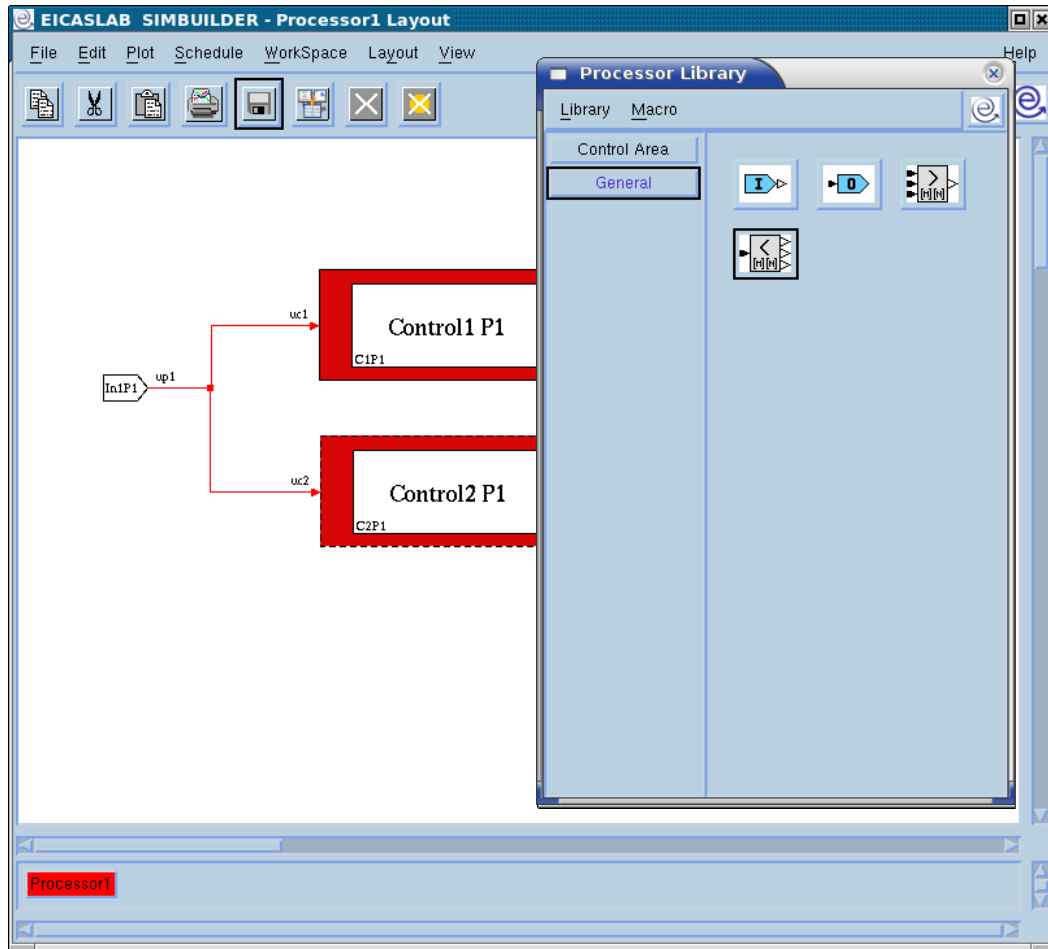 EICASLAB SIMBUILDER - Processor1 Layout
File Edit Plot Schedule WorkSpace Layout View Help
Processor Library
Library Macro
Control Area
General
I
O
> [M][M]
< [M][M]
uc1
Control1 P1
C1P1
In1P1
up1
uc2
Control2 P1
C2P1
Processor1